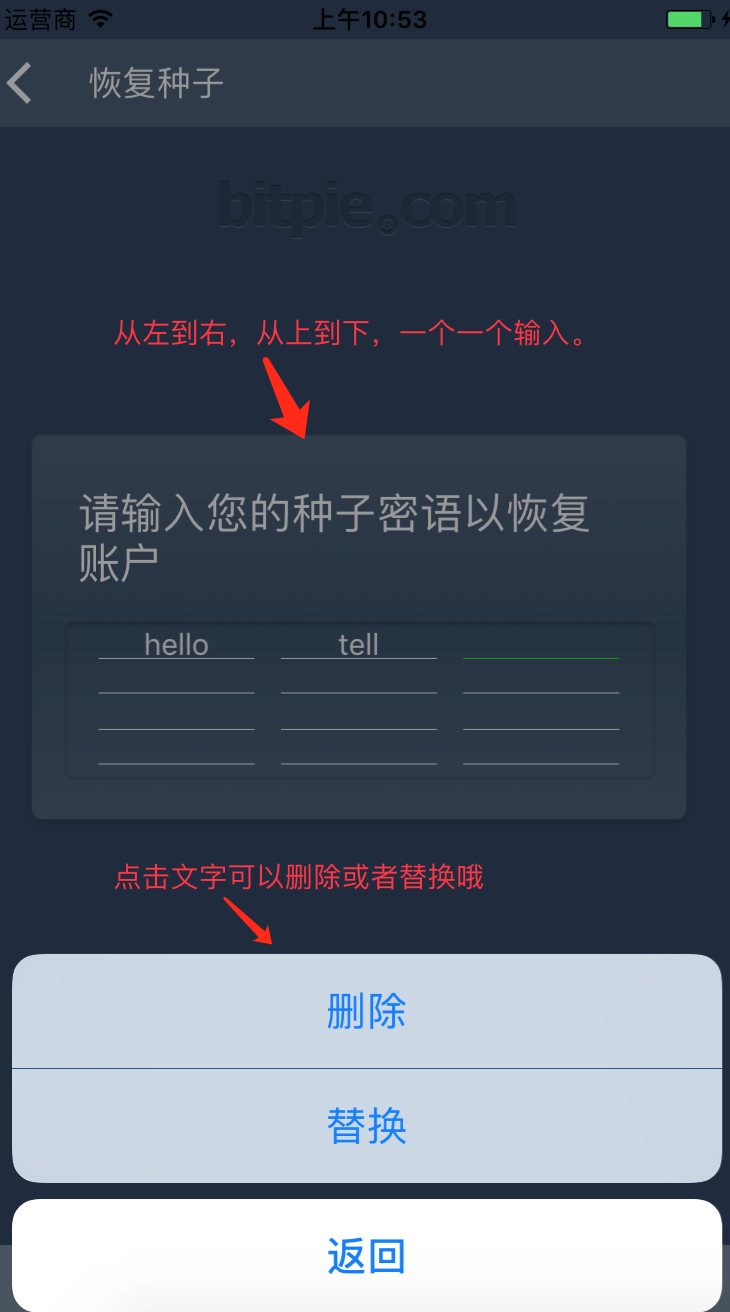 运营商 上午10:53
恢复种子
bitpie.com
从左到右，从上到下，一个一个输入。
请输入您的种子密语以恢复
账户
hello tell
点击文字可以删除或者替换哦
删除
替换
返回